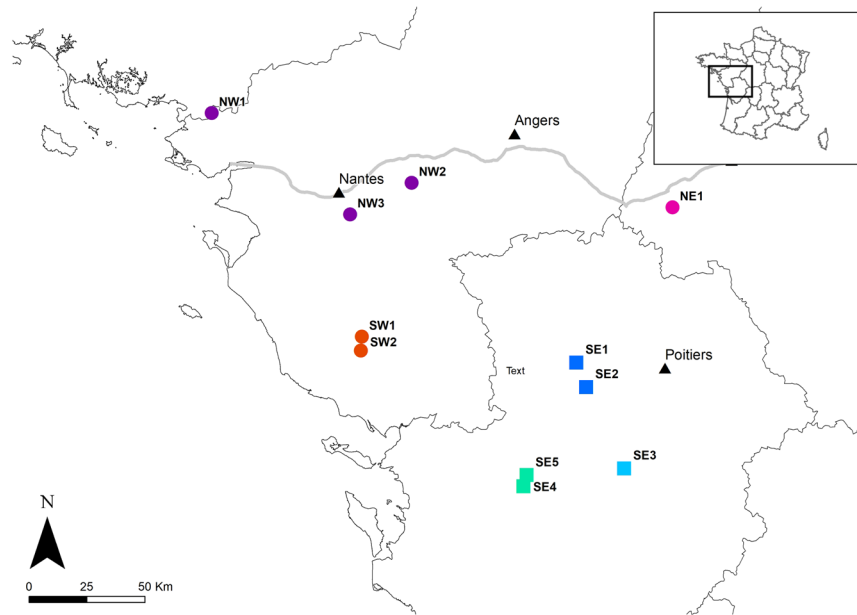 NW1
Angers
NW2
Nantes
NW3
NE1
SW1
SW2
SE1
Poitiers
Text
SE2
SE5
SE3
SE4
N
0 25 50 Km